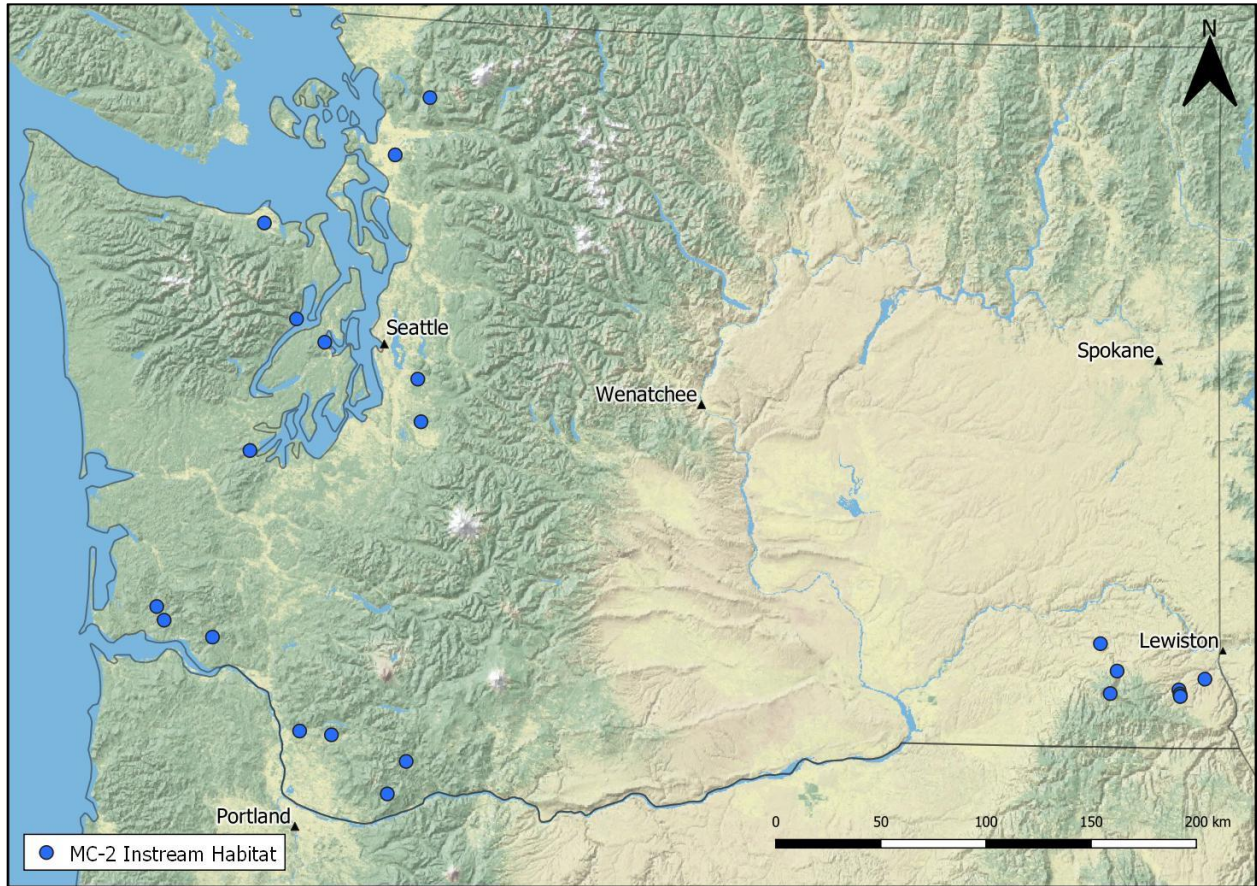 N
Seattle
Spokane
Wenatchee
Lewiston
Portland
0 50 100 150 200 km
MC-2 Instream Habitat